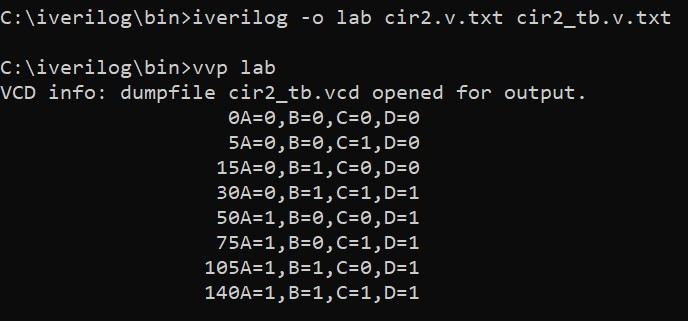 C:\iverilog\bin>iverilog -o lab cir2.v.txt cir2_tb.v.txt
C:\iverilog\bin>vvp lab
VCD info: dumpfile cir2_tb.vcd opened for output.
0A=0,B=0,C=0,D=0
5A=0,B=0,C=1,D=0
15A=0,B=1,C=0,D=0
30A=0,B=1,C=1,D=1
50A=1,B=0,C=0,D=1
75A=1,B=0,C=1,D=1
105A=1,B=1,C=0,D=1
140A=1,B=1,C=1,D=1